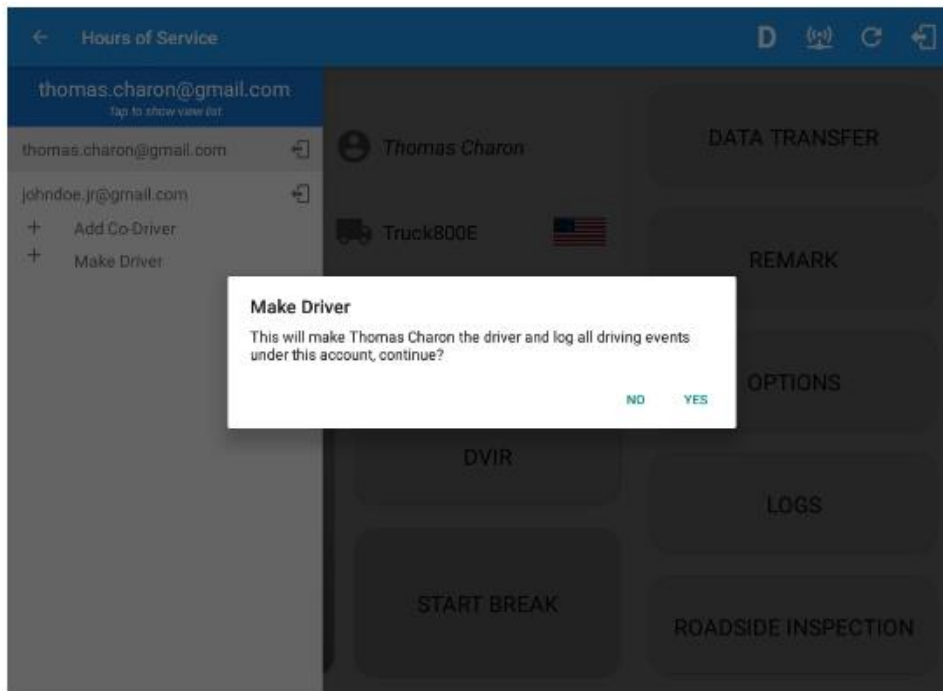 Hours of Service
D
thomas.charon@gmail.com
Tap to show view list
thomas.charon@gmail.com
johndoe.jr@gmail.com
+ Add Co-Driver
+ Make Driver
Thomas Charon
Truck800E
Make Driver
This will make Thomas Charon the driver and log all driving events
under this account, continue?
NO YES
DVIR
START BREAK
DATA TRANSFER
REMARK
OPTIONS
LOGS
ROADSIDE INSPECTION